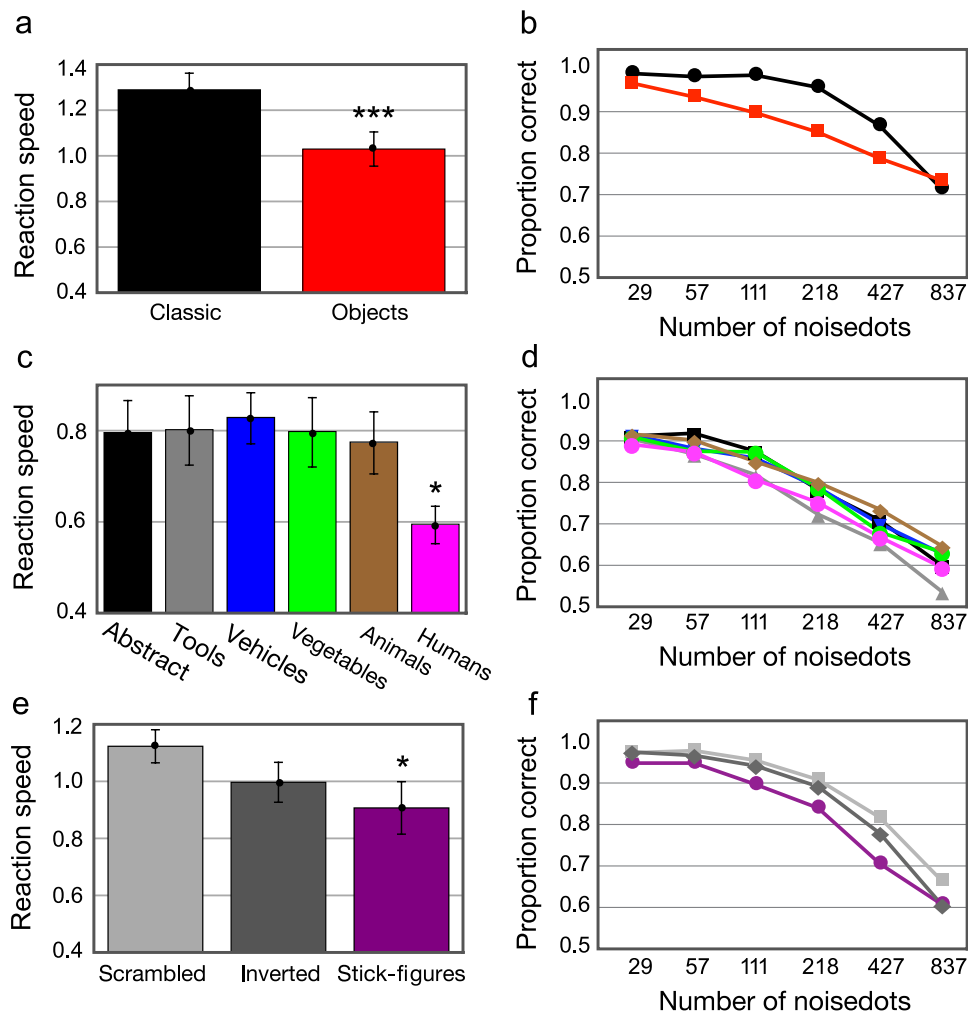 a
Reaction speed
1.4
1.2
1.0
0.8
0.6
0.4
***
Classic
Objects
b
Proportion correct
1.0
0.9
0.8
0.7
0.6
0.5
29 57 111 218 427 837
Number of noisedots
c
Reaction speed
0.8
0.6
0.4
*
Abstract
Tools
Vehicles
Vegetables
Animals
Humans
d
Proportion correct
1.0
0.9
0.8
0.7
0.6
0.5
29 57 111 218 427 837
Number of noisedots
e
Reaction speed
1.2
1.0
0.8
0.6
0.4
*
Scrambled
Inverted
Stick-figures
f
Proportion correct
1.0
0.9
0.8
0.7
0.6
0.5
29 57 111 218 427 837
Number of noisedots